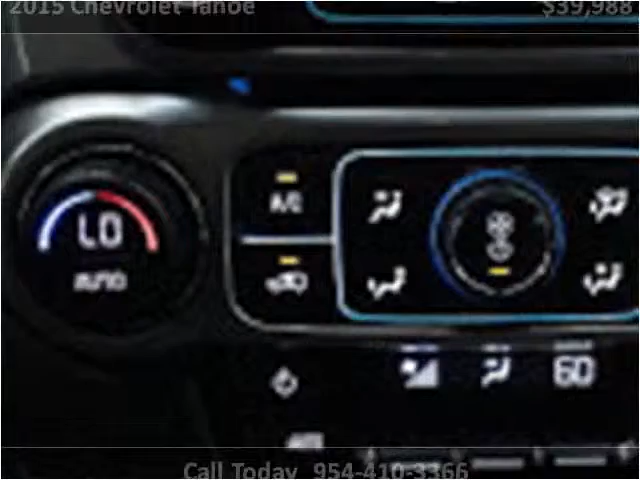 2015 Chevrolet Tahoe $39,988
A/C
LO
AUTO
60
Call Today 954-410-3366